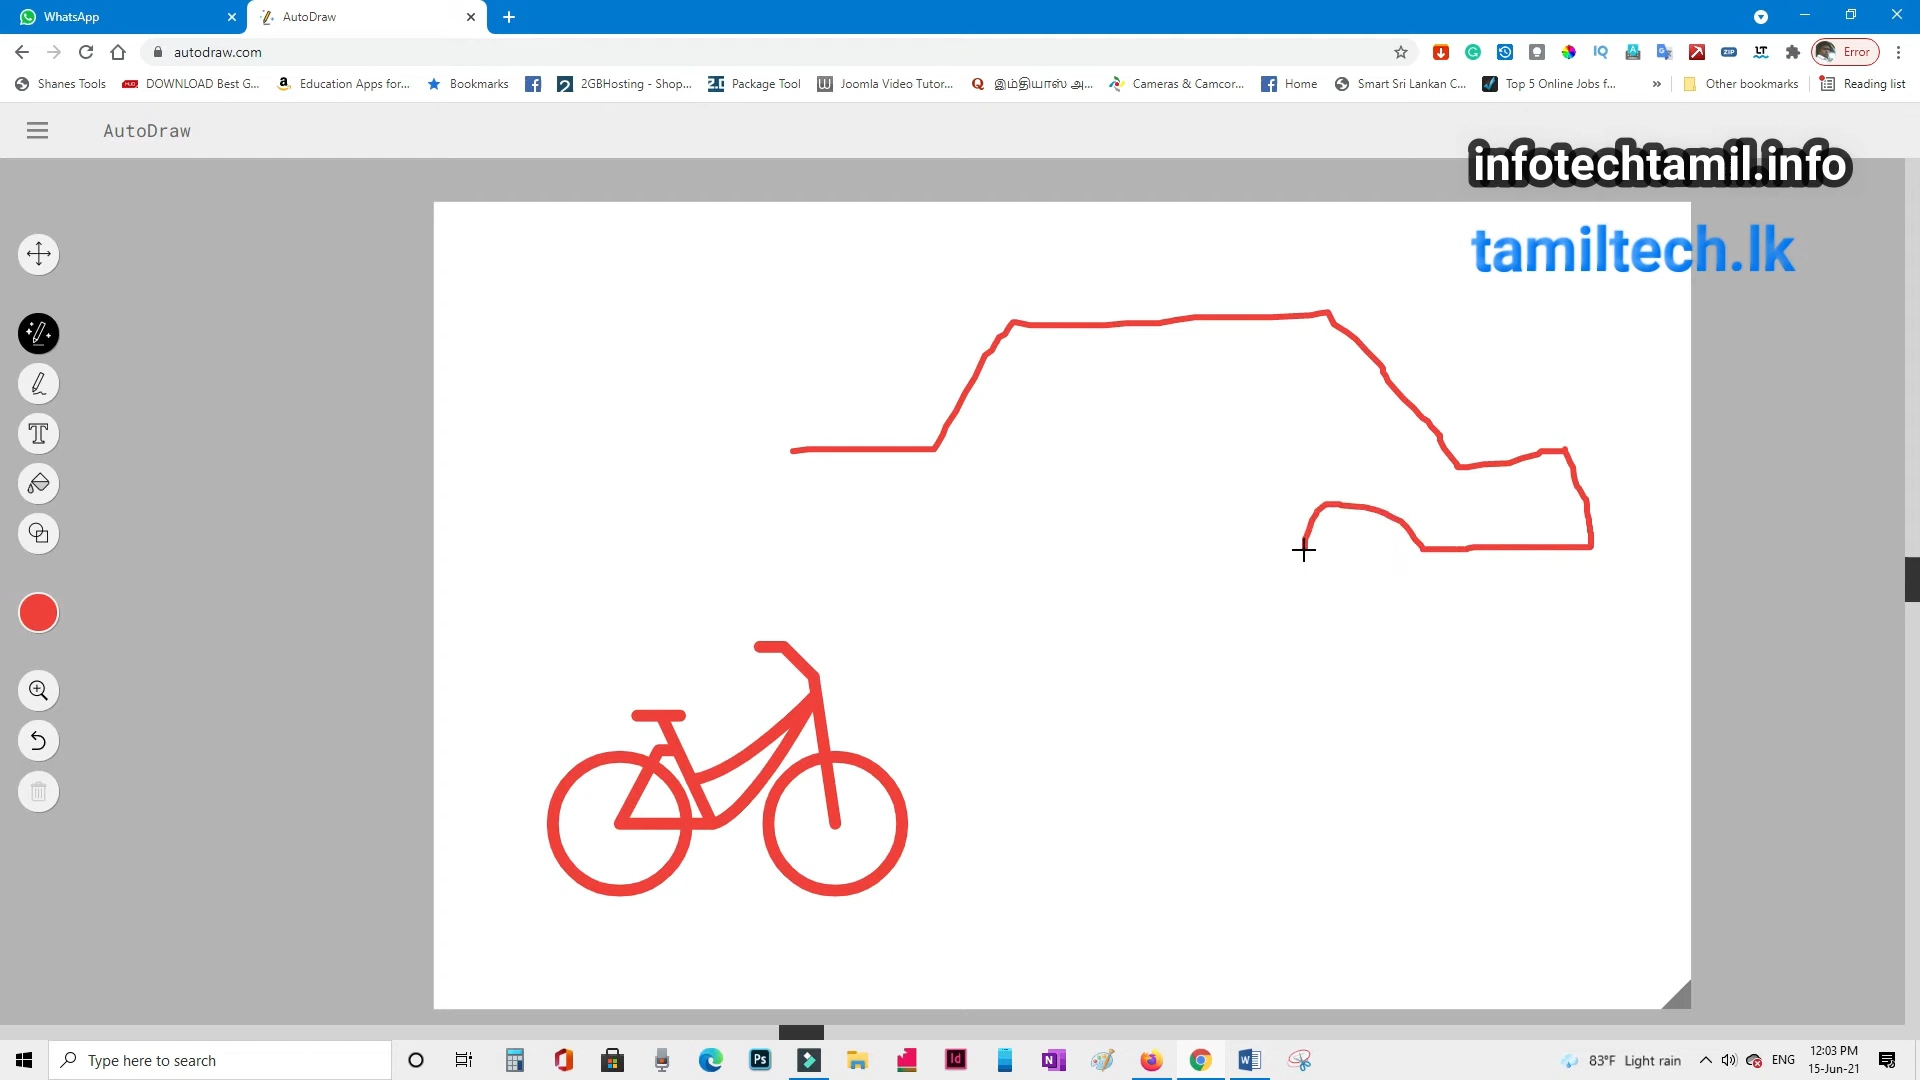 WhatsApp
AutoDraw
autodraw.com
Error
Shanes Tools
DOWNLOAD Best G...
Education Apps for...
Bookmarks
2GBHosting - Shop...
Package Tool
Joomla Video Tutor...
இம்தியாஸ் அ...
Cameras & Camcor...
Home
Smart Sri Lankan C...
Top 5 Online Jobs f...
»
Other bookmarks
Reading list
AutoDraw
infotechtamil.info
tamiltech.lk
Type here to search
83°F Light rain
ENG
12:03 PM
15-Jun-21